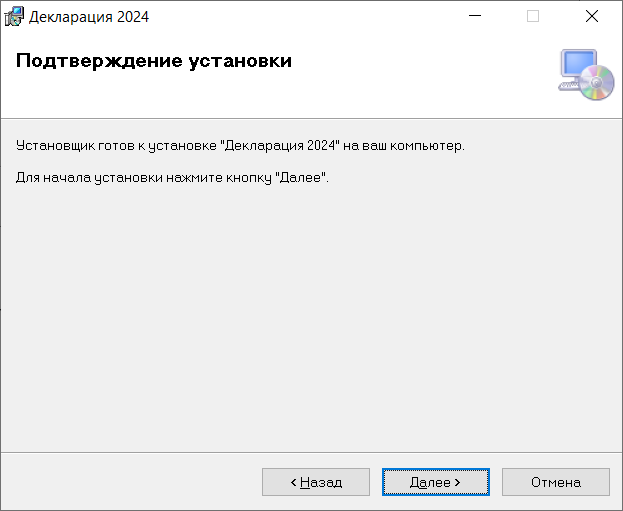 Декларация 2024
Подтверждение установки
Установщик готов к установке "Декларация 2024" на ваш компьютер.
Для начала установки нажмите кнопку "Далее".
< Назад
Далее >
Отмена